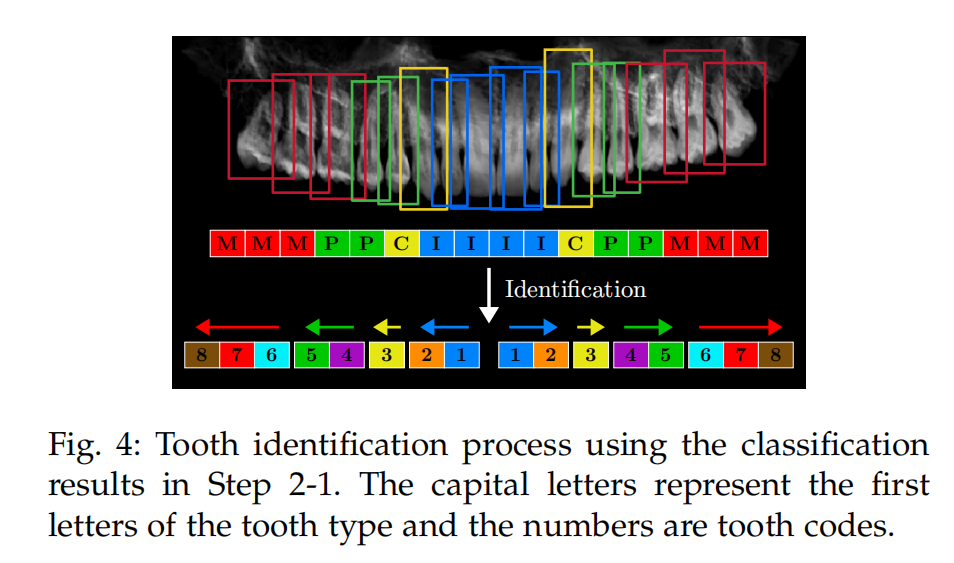 M M M P P C I I I I C P P M M M
Identification
8 7 6 5 4 3 2 1 1 2 3 4 5 6 7 8
Fig. 4: Tooth identification process using the classification
results in Step 2-1. The capital letters represent the first
letters of the tooth type and the numbers are tooth codes.